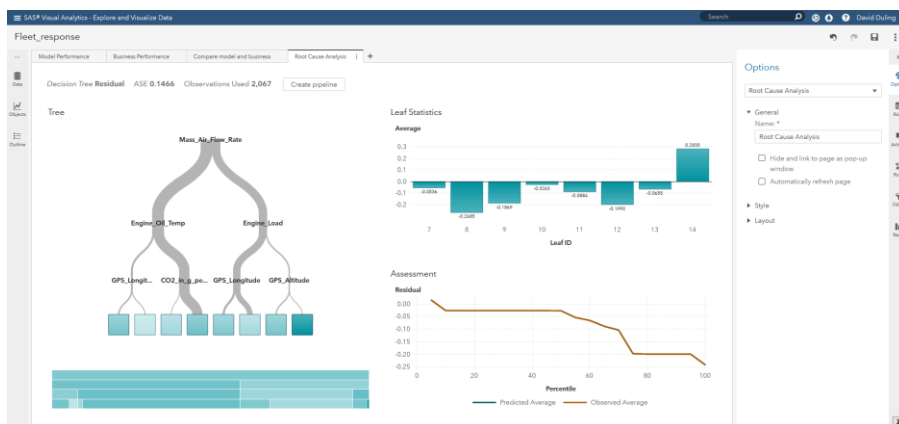 SAS® Visual Analytics - Explore and Visualize Data
Search
David Duling
Fleet_response
Model Performance
Business Performance
Compare model and business
Root Cause Analysis
Data
Objects
Outline
Decision Tree Residual ASE 0.1466 Observations Used 2,067
Create pipeline
Tree
Mass_Air_Flow_Rate
Engine_Oil_Temp
Engine_Load
GPS_Longit...
CO2_in_g_pe...
GPS_Longitude
GPS_Altitude
Leaf Statistics
Average
0.3
0.2
0.1
0.0
-0.1
-0.2
-0.0536
-0.2685
-0.1869
-0.0263
-0.0884
-0.1992
-0.0655
7 8 9 10 11 12 13 14
Leaf ID
Assessment
Residual
0.00
-0.05
-0.10
-0.15
-0.20
-0.25
0 20 40 60 80 100
Percentile
Predicted Average
Observed Average
Options
Root Cause Analysis
General
Name: *
Root Cause Analysis
Hide and link to page as pop-up
window
Automatically refresh page
Style
Layout